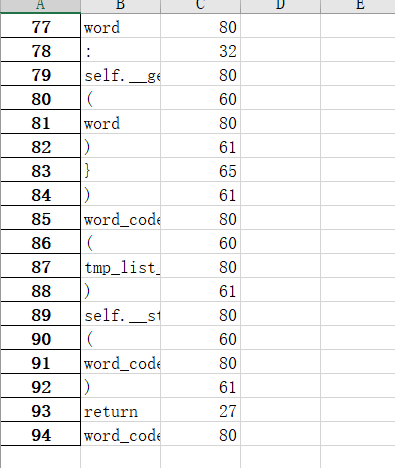 A B C D E
77 word 80
78 : 32
79 self.__ge 80
80 ( 60
81 word 80
82 ) 61
83 } 65
84 ) 61
85 word_code 80
86 ( 60
87 tmp_list_ 80
88 ) 61
89 self.__st 80
90 ( 60
91 word_code 80
92 ) 61
93 return 27
94 word_code 80